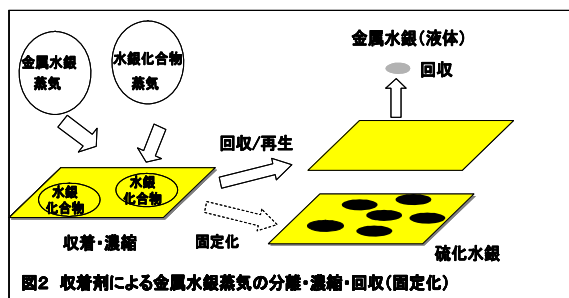 金属水銀
蒸気
水銀化合物
蒸気
金属水銀(液体)
回収
回収/再生
水銀
化合物
水銀
化合物
収着・濃縮
固定化
硫化水銀
図2 収着剤による金属水銀蒸気の分離・濃縮・回収(固定化)